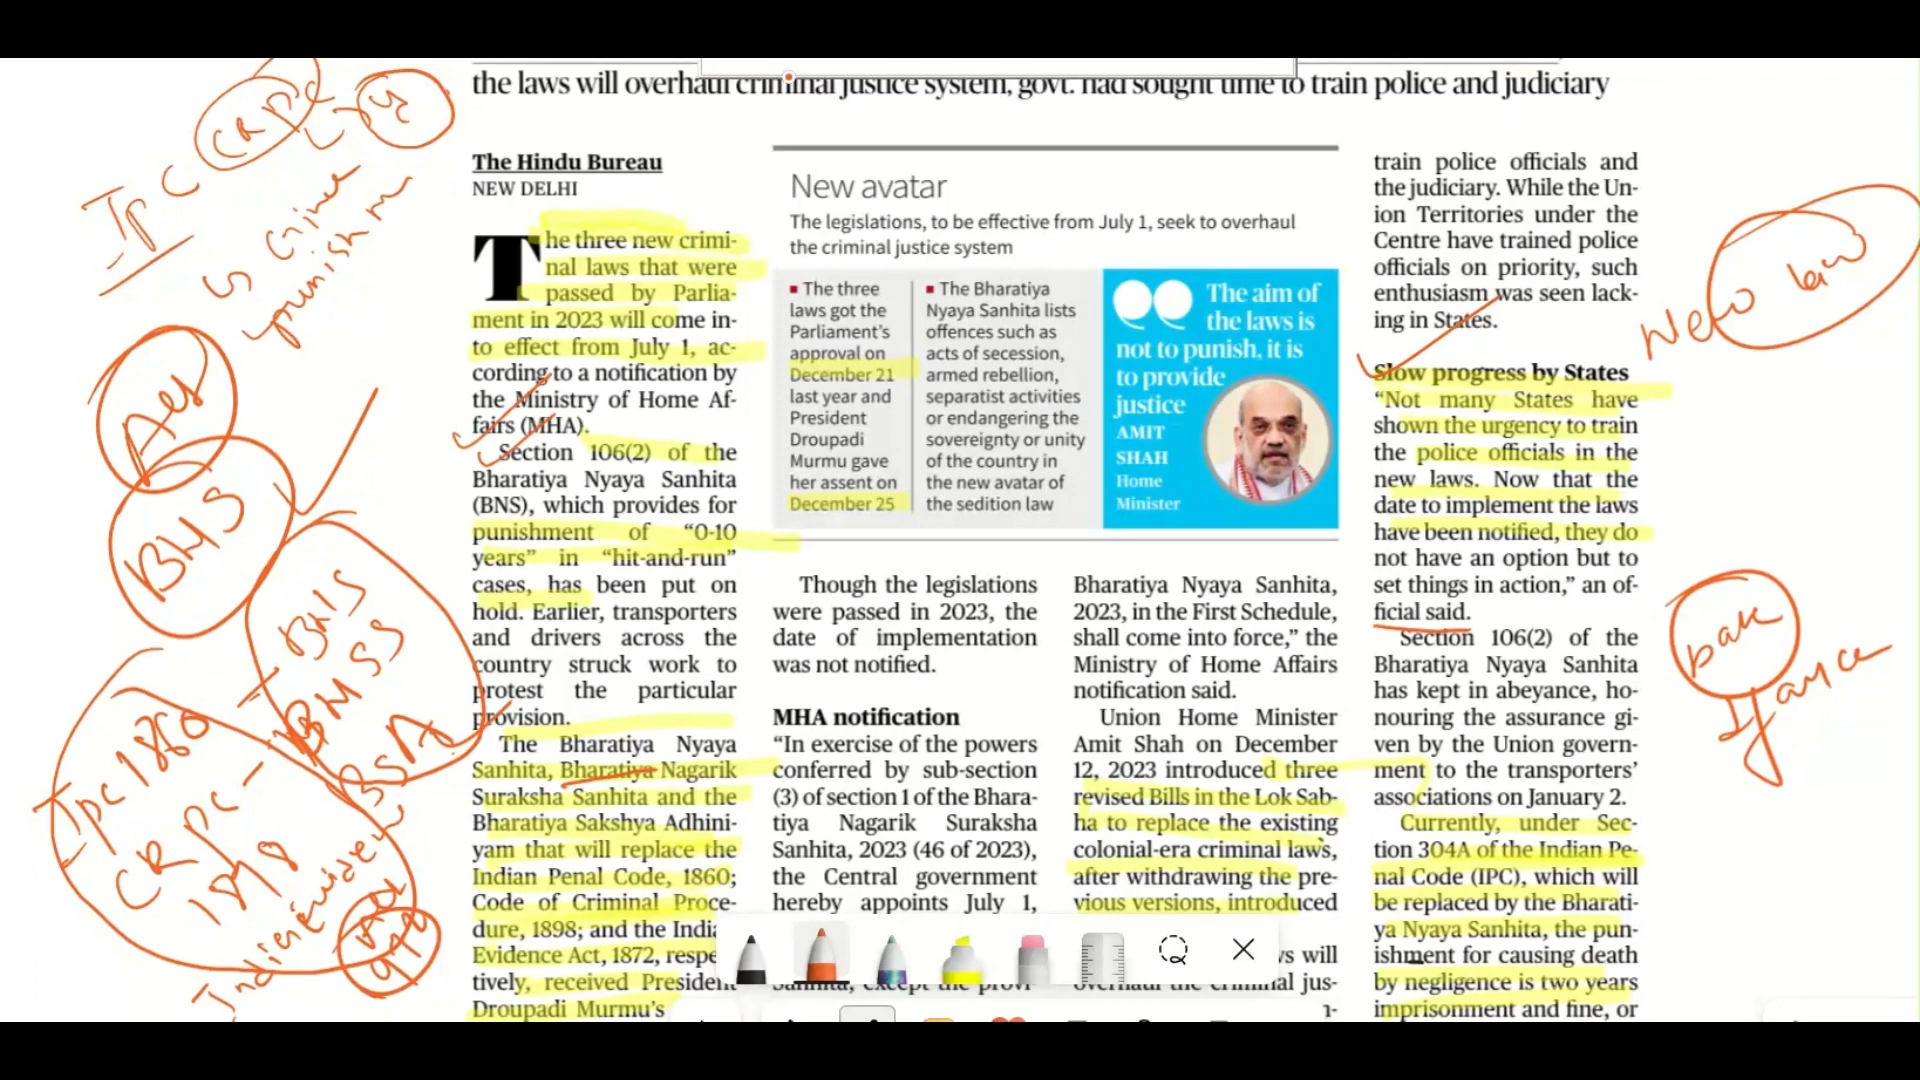 the laws will overhaul criminal justice system, govt. had sought time to train police and judiciary
The Hindu Bureau
NEW DELHI
The three new crimi-
nal laws that were
passed by Parlia-
ment in 2023 will come in-
to effect from July 1, ac-
cording to a notification by
the Ministry of Home Af-
fairs (MHA).
Section 106(2) of the
Bharatiya Nyaya Sanhita
(BNS), which provides for
punishment of “0-10
years” in “hit-and-run”
cases, has been put on
hold. Earlier, transporters
and drivers across the
country struck work to
protest the particular
provision.
The Bharatiya Nyaya
Sanhita, Bharatiya Nagarik
Suraksha Sanhita and the
Bharatiya Sakshya Adhini-
yam that will replace the
Indian Penal Code, 1860;
Code of Criminal Proce-
dure, 1898; and the India
Evidence Act, 1872, respe
tively, received President
Droupadi Murmu’s
New avatar
The legislations, to be effective from July 1, seek to overhaul
the criminal justice system
The three
laws got the
Parliament’s
approval on
December 21
last year and
President
Droupadi
Murmu gave
her assent on
December 25
The Bharatiya
Nyaya Sanhita lists
offences such as
acts of secession,
armed rebellion,
separatist activities
or endangering the
sovereignty or unity
of the country in
the new avatar of
the sedition law
The aim of
the laws is
not to punish, it is
to provide
justice
AMIT
SHAH
Home
Minister
Though the legislations
were passed in 2023, the
date of implementation
was not notified.
MHA notification
“In exercise of the powers
conferred by sub-section
(3) of section 1 of the Bhara-
tiya Nagarik Suraksha
Sanhita, 2023 (46 of 2023),
the Central government
hereby appoints July 1,
Bharatiya Nyaya Sanhita,
2023, in the First Schedule,
shall come into force,” the
Ministry of Home Affairs
notification said.
Union Home Minister
Amit Shah on December
12, 2023 introduced three
revised Bills in the Lok Sab-
ha to replace the existing
colonial-era criminal laws,
after withdrawing the pre-
vious versions, introduced
will
jus-
train police officials and
the judiciary. While the Un-
ion Territories under the
Centre have trained police
officials on priority, such
enthusiasm was seen lack-
ing in States.
Slow progress by States
“Not many States have
shown the urgency to train
the police officials in the
new laws. Now that the
date to implement the laws
have been notified, they do
not have an option but to
set things in action,” an of-
ficial said.
Section 106(2) of the
Bharatiya Nyaya Sanhita
has kept in abeyance, ho-
nouring the assurance gi-
ven by the Union govern-
ment to the transporters’
associations on January 2.
Currently, under Sec-
tion 304A of the Indian Pe-
nal Code (IPC), which will
be replaced by the Bharati-
ya Nyaya Sanhita, the pun-
ishment for causing death
by negligence is two years
imprisonment and fine, or
IPC
CRPC
BNS
BNS
BNSS
BSA
IPC 1860
CRPC -
1898
New law